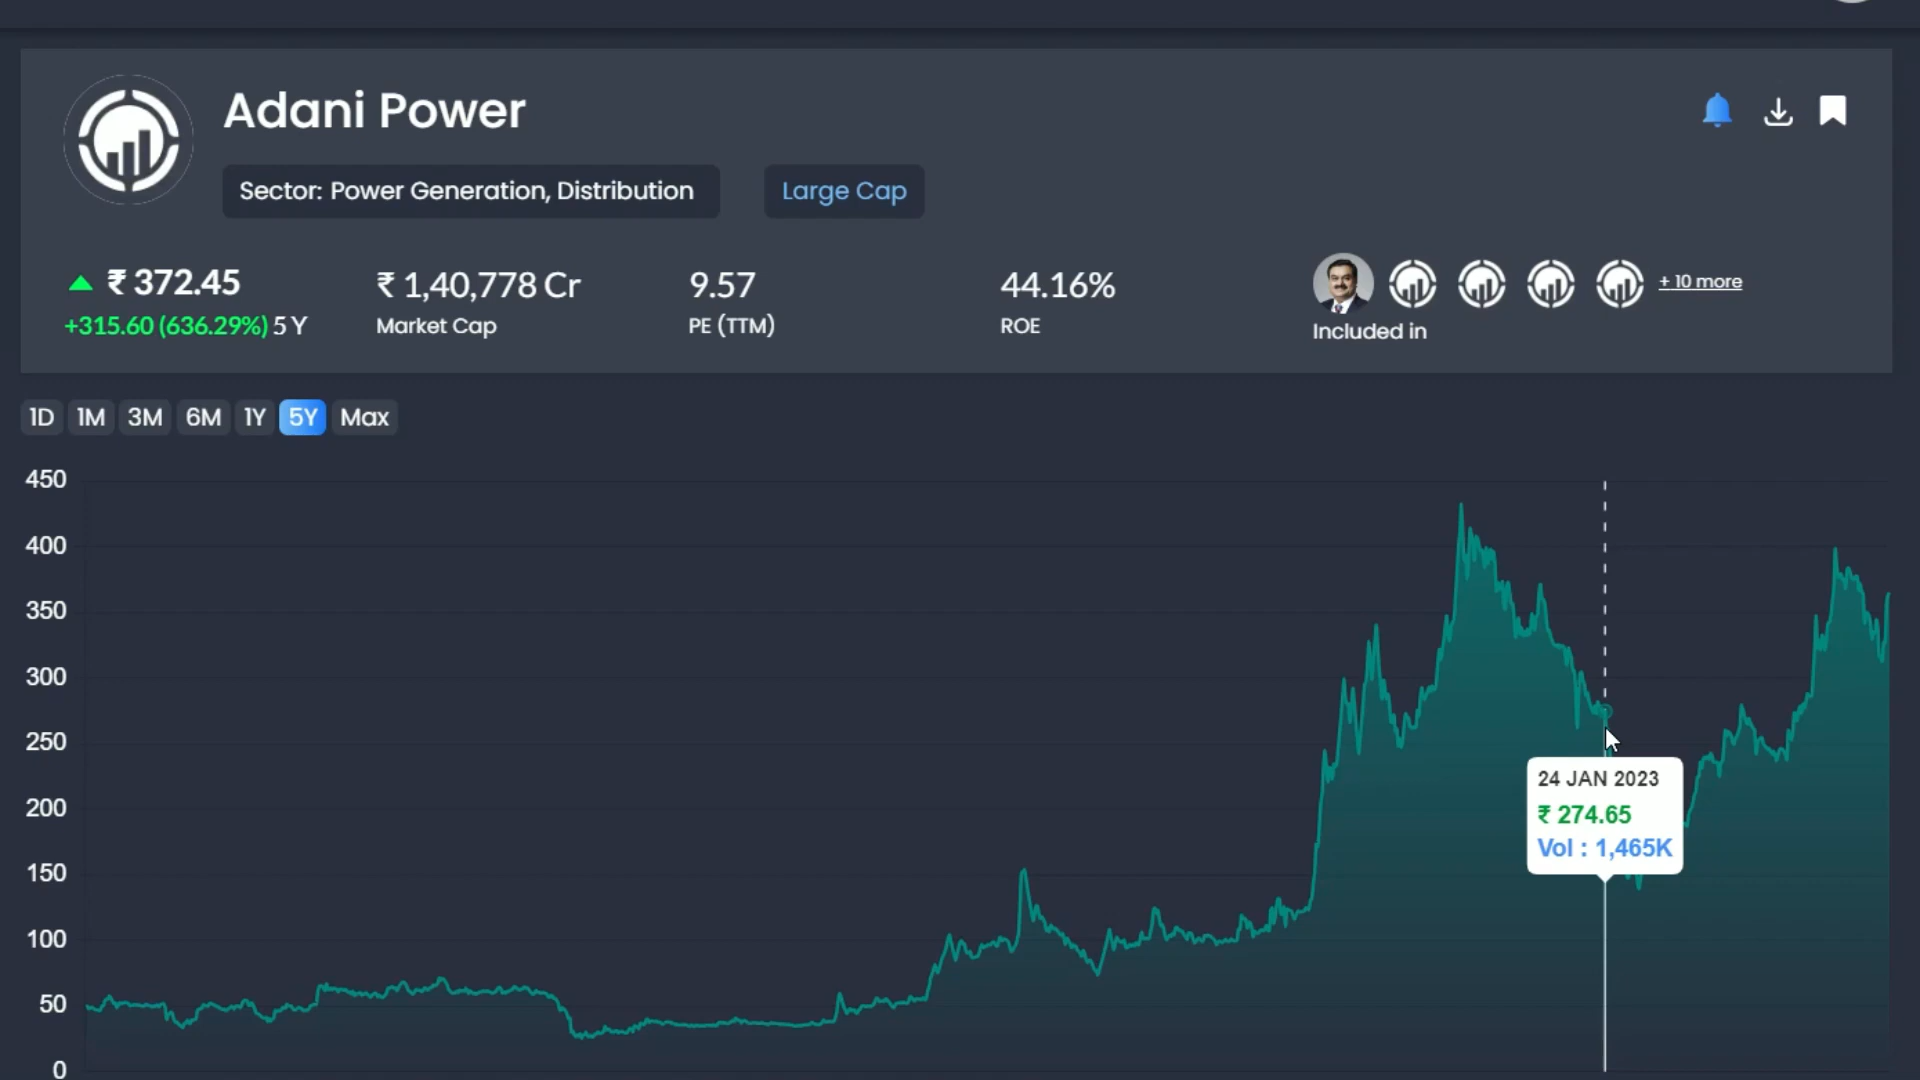 Adani Power
Sector: Power Generation, Distribution
Large Cap
₹ 372.45
+315.60 (636.29%) 5 Y
₹ 1,40,778 Cr
Market Cap
9.57
PE (TTM)
44.16%
ROE
+ 10 more
Included in
1D 1M 3M 6M 1Y 5Y Max
450
400
350
300
250
200
150
100
50
0
24 JAN 2023
₹ 274.65
Vol : 1,465K